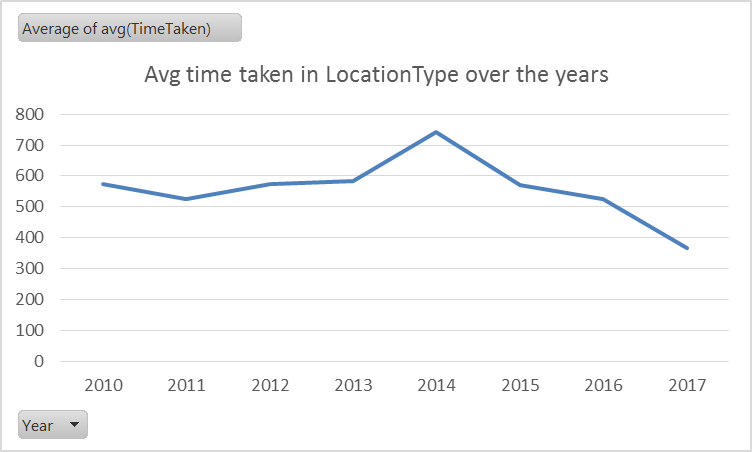 Average of avg(TimeTaken)
Avg time taken in LocationType over the years
800
700
600
500
400
300
200
100
0
2010 2011 2012 2013 2014 2015 2016 2017
Year